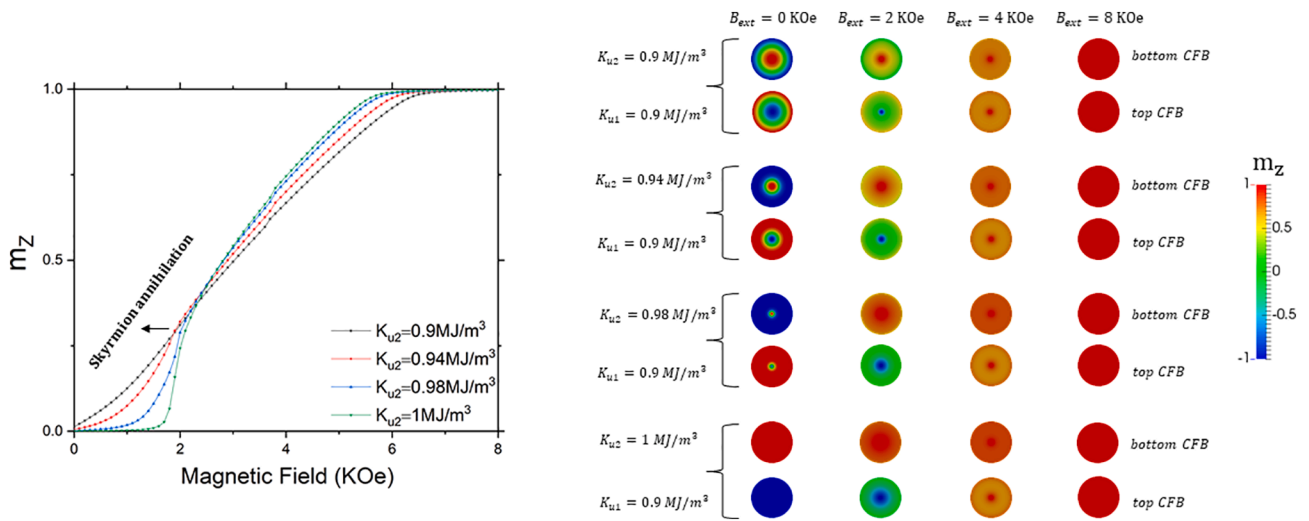 1.0
0.5
0.0
0
2
4
6
8
m_Z
Magnetic Field (KOe)
Skyrmion annihilation
K_u2=0.9MJ/m³
K_u2=0.94MJ/m³
K_u2=0.98MJ/m³
K_u2=1MJ/m³
B_ext = 0 KOe
B_ext = 2 KOe
B_ext = 4 KOe
B_ext = 8 KOe
K_u2 = 0.9 MJ/m³
bottom CFB
K_u1 = 0.9 MJ/m³
top CFB
K_u2 = 0.94 MJ/m³
bottom CFB
K_u1 = 0.9 MJ/m³
top CFB
K_u2 = 0.98 MJ/m³
bottom CFB
K_u1 = 0.9 MJ/m³
top CFB
K_u2 = 1 MJ/m³
bottom CFB
K_u1 = 0.9 MJ/m³
top CFB
m_z
1
0.5
0
-0.5
-1